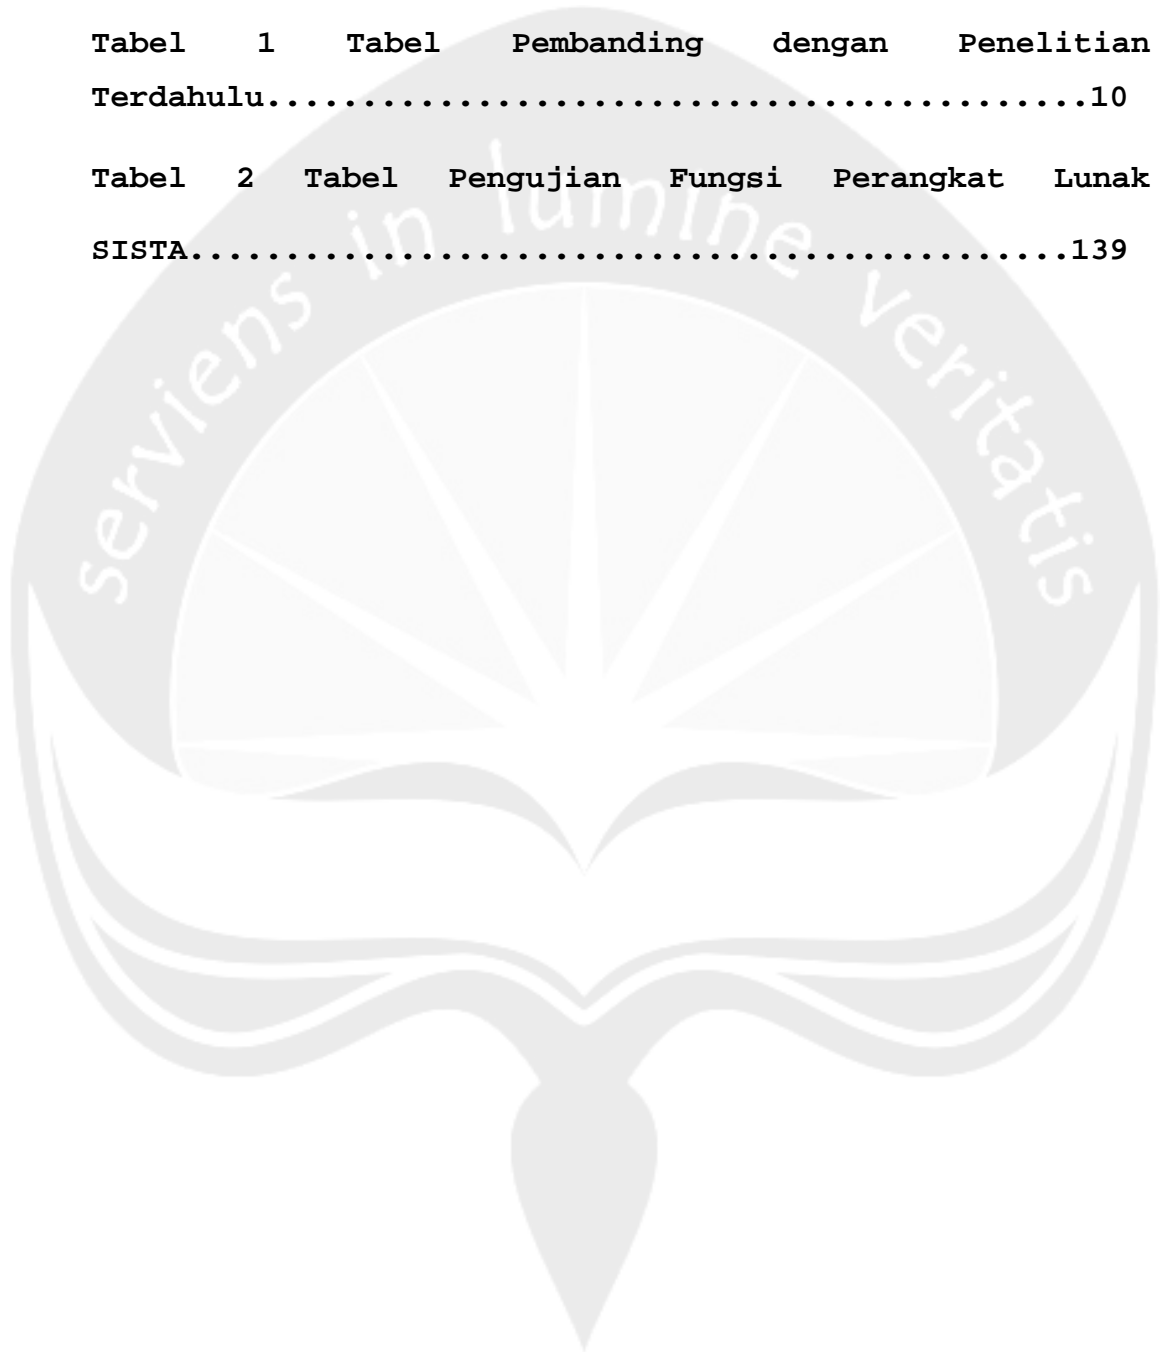 Tabel 1 Tabel Pembanding dengan Penelitian
Terdahulu...........................................10
Tabel 2 Tabel Pengujian Fungsi Perangkat Lunak
SISTA..............................................139
serviens in lumine veritatis